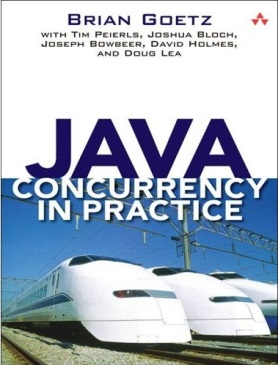 BRIAN GOETZ
WITH TIM PEIERLS, JOSHUA BLOCH,
JOSEPH BOWBEER, DAVID HOLMES,
AND DOUG LEA
JAVA
CONCURRENCY
IN PRACTICE